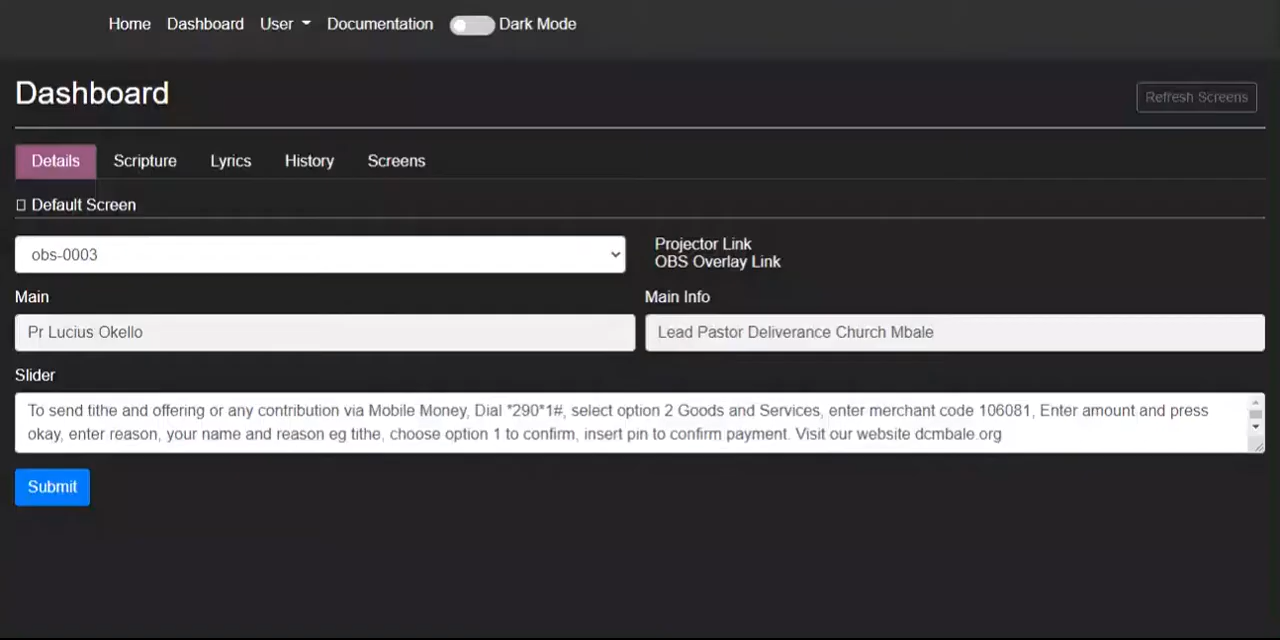 Home Dashboard User Documentation Dark Mode
Dashboard
Refresh Screens
Details Scripture Lyrics History Screens
Default Screen
obs-0003
Projector Link
OBS Overlay Link
Main
Main Info
Pr Lucius Okello
Lead Pastor Deliverance Church Mbale
Slider
To send tithe and offering or any contribution via Mobile Money, Dial *290*1#, select option 2 Goods and Services, enter merchant code 106081, Enter amount and press
okay, enter reason, your name and reason eg tithe, choose option 1 to confirm, insert pin to confirm payment. Visit our website dcmbale.org
Submit